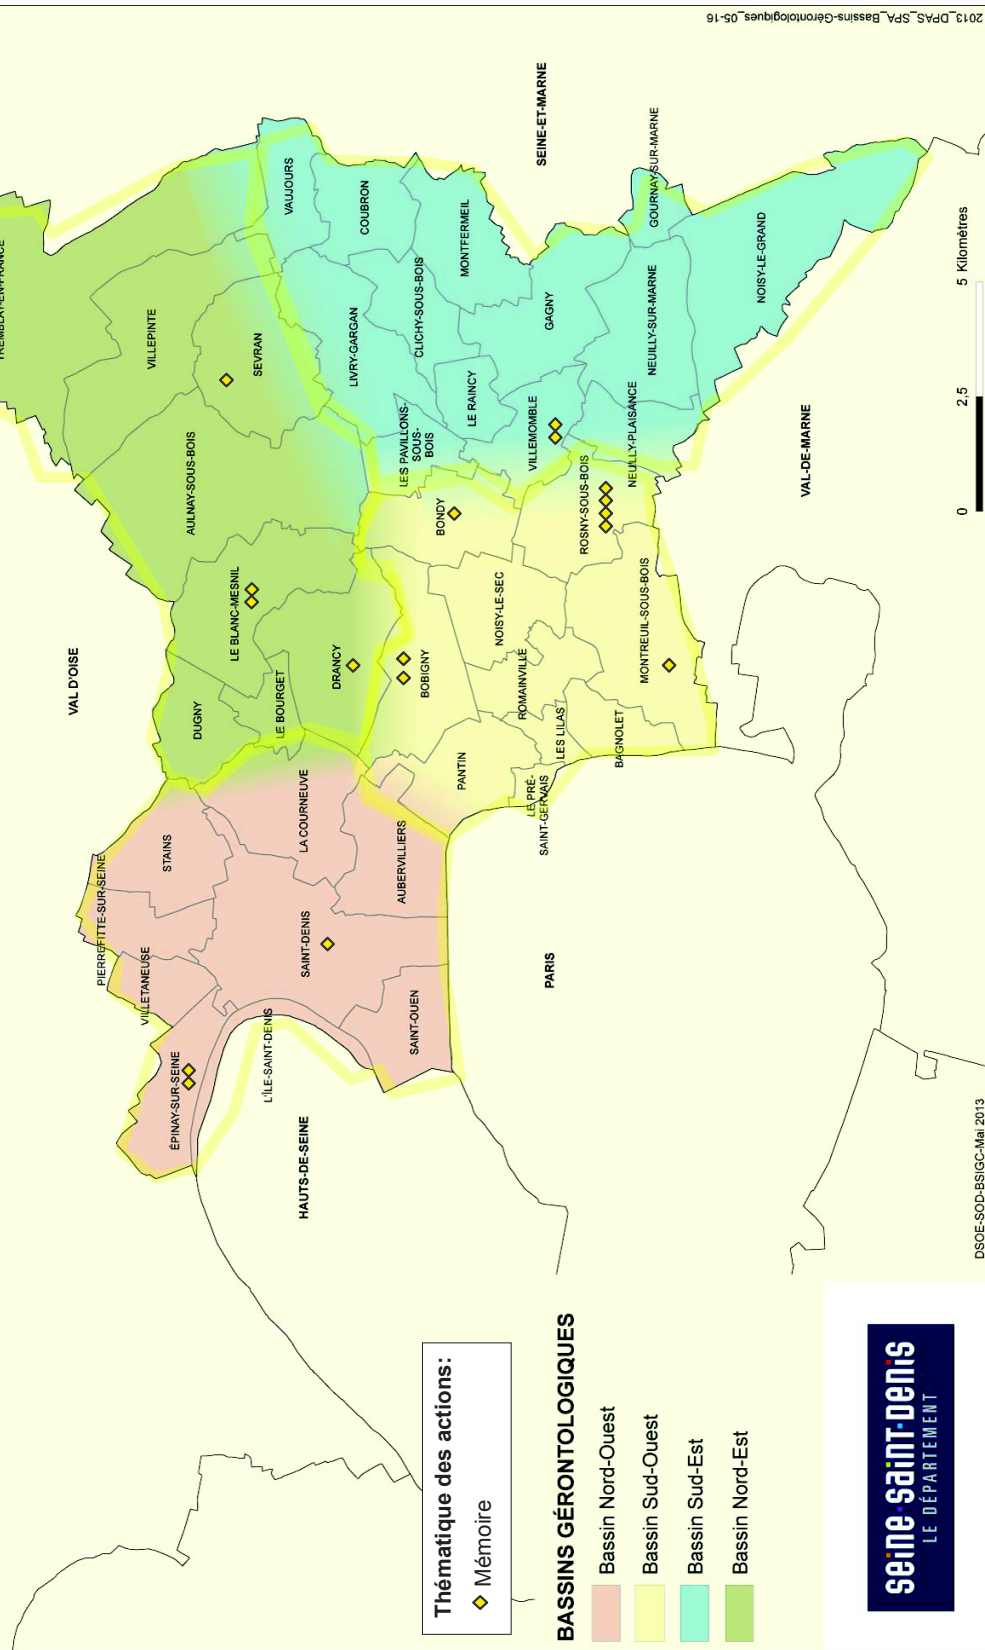 2013_DPAS_SPA_Bassins-Gérontologiques_05-16
TREMBLAY-EN-FRANCE
VILLEPINTE
SEVRAN
AULNAY-SOUS-BOIS
LE BLANC-MESNIL
DRANCY
LE BOURGET
DUGNY
VAL D'OISE
SEINE-ET-MARNE
VAUJOURS
COUBRON
MONTFERMEIL
GOURNAY-SUR-MARNE
LIVRY-GARGAN
CLICHY-SOUS-BOIS
GAGNY
NEUILLY-SUR-MARNE
NOISY-LE-GRAND
LES PAVILLONS-
SOUS-
BOIS
LE RAINCY
VILLEMOMBLE
NEUILLY-PLAISANCE
VAL-DE-MARNE
BONDY
ROSNY-SOUS-BOIS
NOISY-LE-SEC
MONTREUIL-SOUS-BOIS
BOBIGNY
ROMAINVILLE
LES LILAS
BAGNOLET
PANTIN
LE PRÉ-
SAINT-GERVAIS
STAINS
LA COURNEUVE
AUBERVILLIERS
PIERREFITTE-SUR-SEINE
VILLETANEUSE
SAINT-DENIS
SAINT-OUEN
ÉPINAY-SUR-SEINE
L'ÎLE-SAINT-DENIS
PARIS
HAUTS-DE-SEINE
0
2,5
5 Kilomètres
DSOE-SOD-BSIGC-Mai 2013
Thématique des actions:
Mémoire
BASSINS GÉRONTOLOGIQUES
Bassin Nord-Ouest
Bassin Sud-Ouest
Bassin Sud-Est
Bassin Nord-Est
seine·saint·denis
LE DÉPARTEMENT